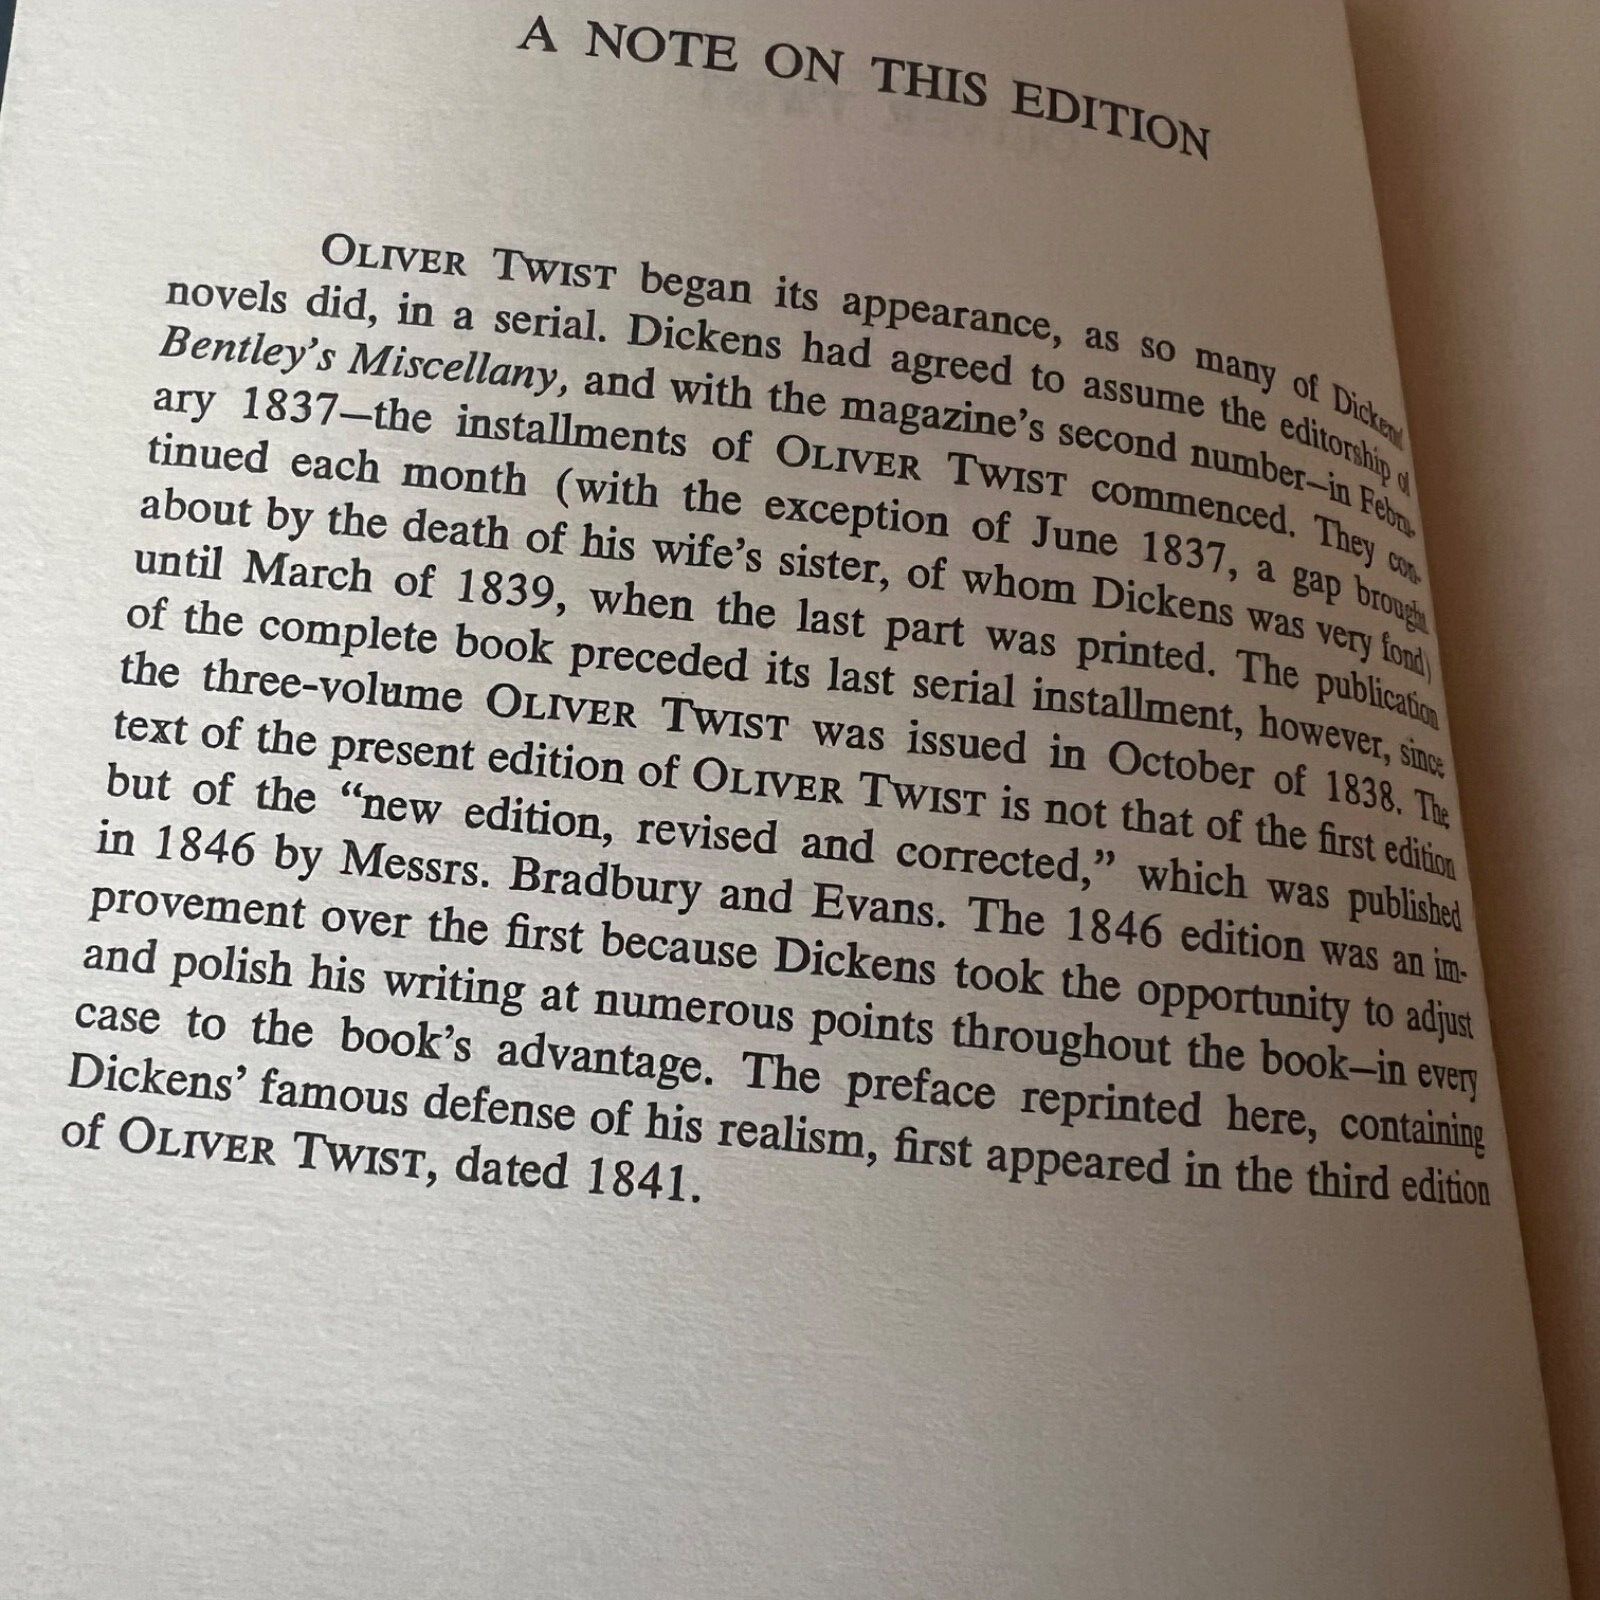 A NOTE ON THIS EDITION
OLIVER TWIST began its appearance, as so many of Dickens'
novels did, in a serial. Dickens had agreed to assume the editorship of
Bentley's Miscellany, and with the magazine's second number—in Febru-
ary 1837—the installments of OLIVER TWIST commenced. They con-
tinued each month (with the exception of June 1837, a gap brought
about by the death of his wife's sister, of whom Dickens was very fond)
until March of 1839, when the last part was printed. The publication
of the complete book preceded its last serial installment, however, since
the three-volume OLIVER TWIST was issued in October of 1838. The
text of the present edition of OLIVER TWIST is not that of the first edition
but of the “new edition, revised and corrected,” which was published
in 1846 by Messrs. Bradbury and Evans. The 1846 edition was an im-
provement over the first because Dickens took the opportunity to adjust
and polish his writing at numerous points throughout the book—in every
case to the book's advantage. The preface reprinted here, containing
Dickens' famous defense of his realism, first appeared in the third edition
of OLIVER TWIST, dated 1841.